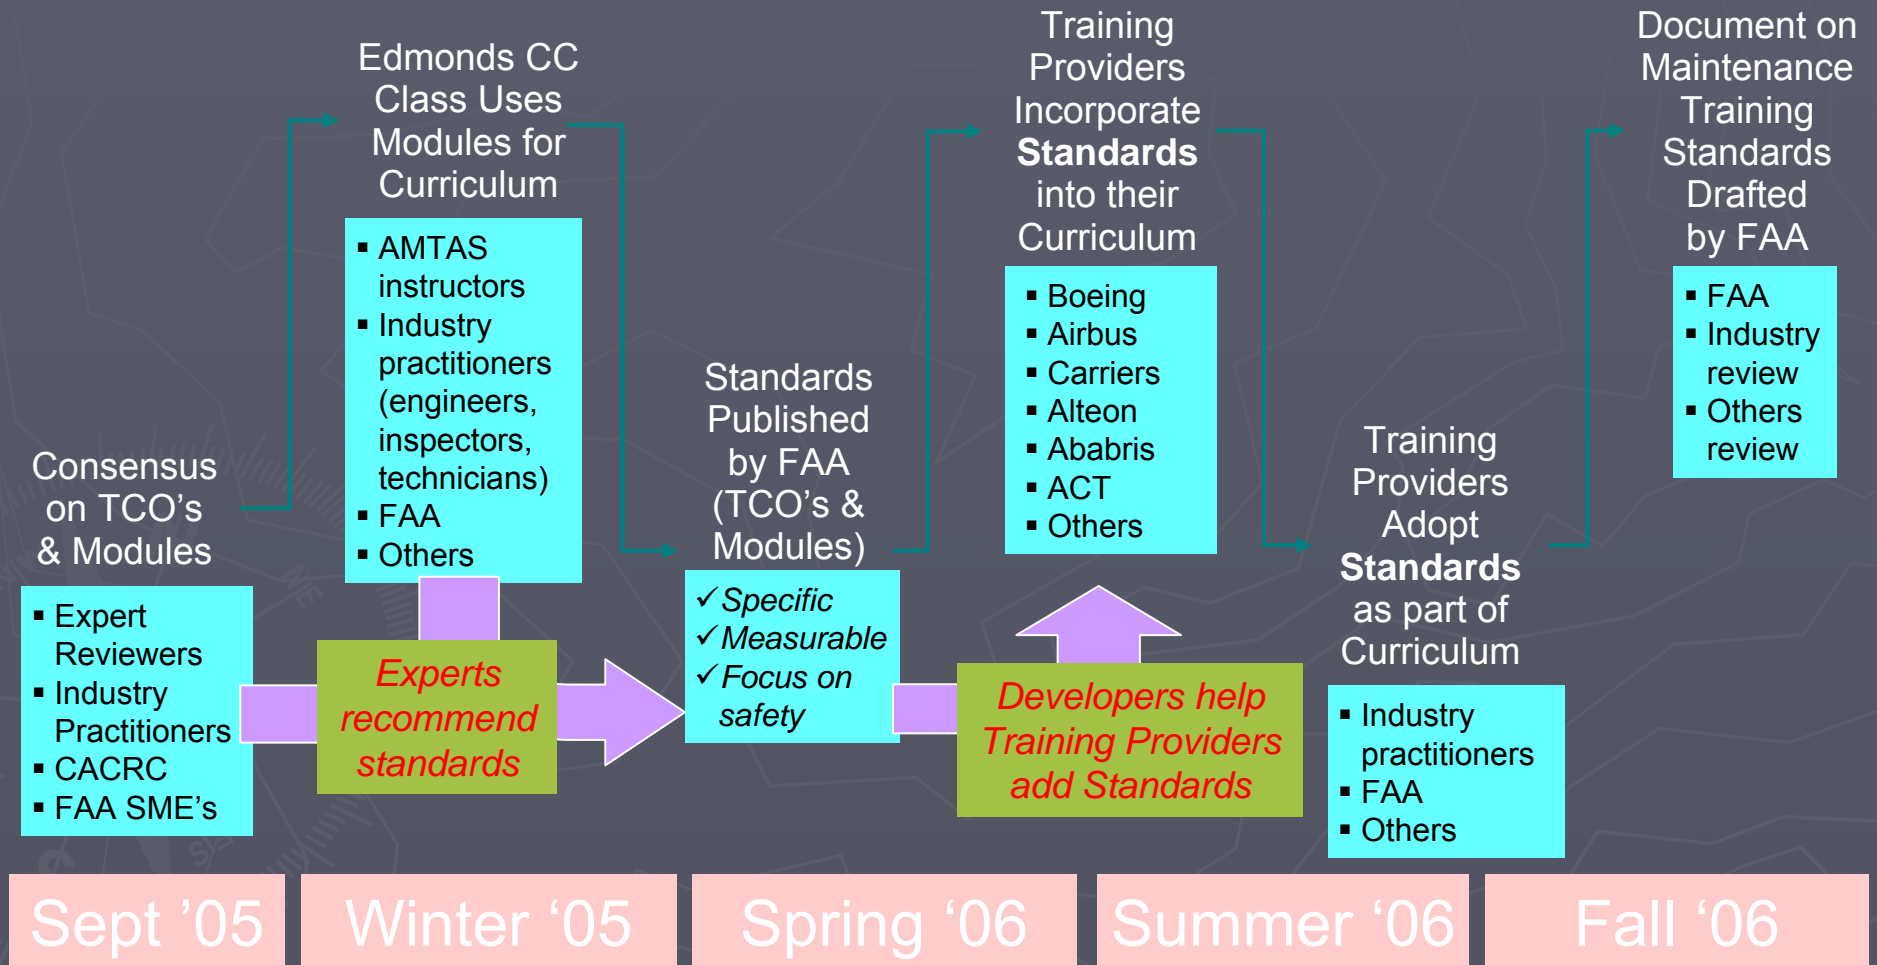 Consensus
on TCO’s
& Modules
▪ Expert
Reviewers
▪ Industry
Practitioners
▪ CACRC
▪ FAA SME’s
Edmonds CC
Class Uses
Modules for
Curriculum
▪ AMTAS
instructors
▪ Industry
practitioners
(engineers,
inspectors,
technicians)
▪ FAA
▪ Others
Experts
recommend
standards
Standards
Published
by FAA
(TCO’s &
Modules)
✓ Specific
✓ Measurable
✓ Focus on
safety
Training
Providers
Incorporate
Standards
into their
Curriculum
▪ Boeing
▪ Airbus
▪ Carriers
▪ Alteon
▪ Ababris
▪ ACT
▪ Others
Developers help
Training Providers
add Standards
Training
Providers
Adopt
Standards
as part of
Curriculum
▪ Industry
practitioners
▪ FAA
▪ Others
Document on
Maintenance
Training
Standards
Drafted
by FAA
▪ FAA
▪ Industry
review
▪ Others
review
Sept ’05
Winter ‘05
Spring ‘06
Summer ‘06
Fall ‘06